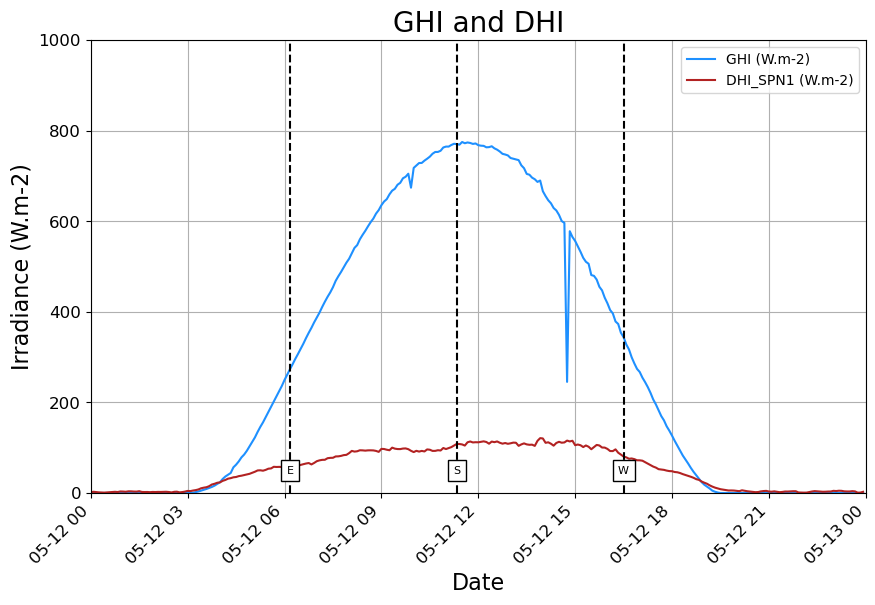 GHI and DHI
1000
800
600
400
200
0
Irradiance (W.m-2)
GHI (W.m-2)
DHI_SPN1 (W.m-2)
E
S
W
05-12 00
05-12 03
05-12 06
05-12 09
05-12 12
05-12 15
05-12 18
05-12 21
05-13 00
Date